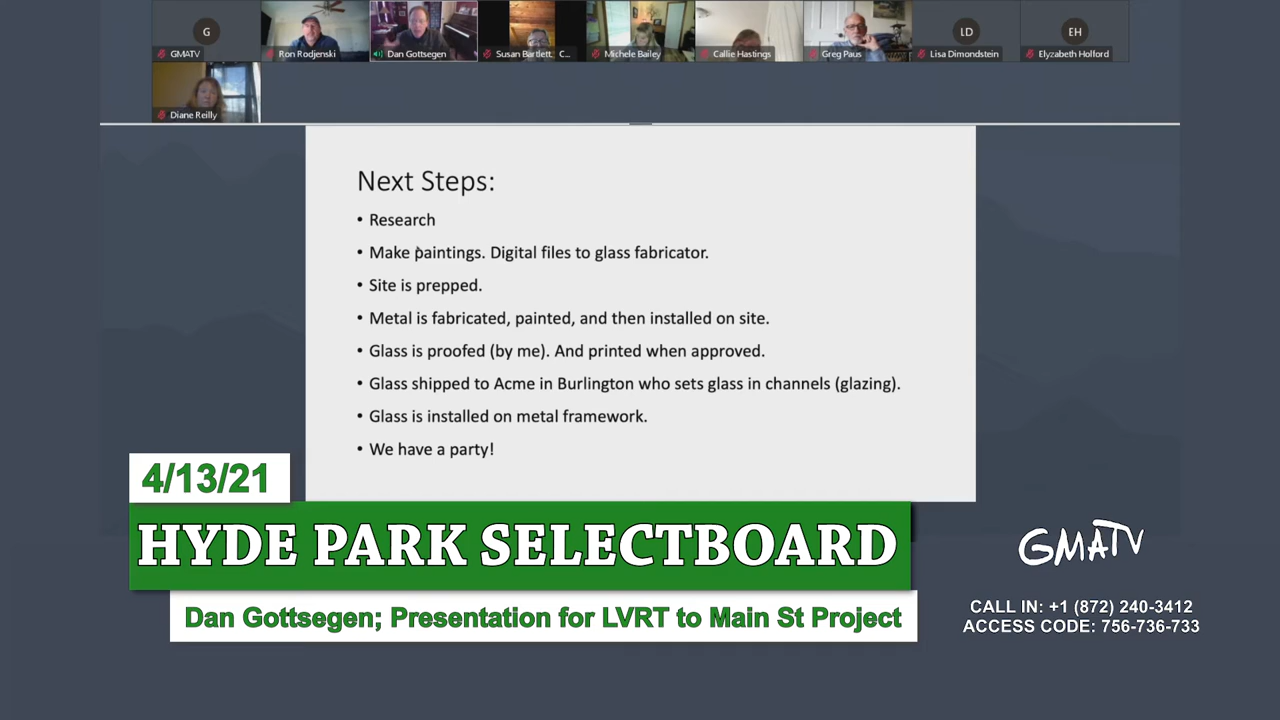 G
GMATV
Ron Rodjenski
Dan Gottsegen
Susan Bartlett, C...
Michele Bailey
Callie Hastings
Greg Paus
LD
Lisa Dimondstein
EH
Elyzabeth Holford
Diane Reilly
Next Steps:
• Research
• Make paintings. Digital files to glass fabricator.
• Site is prepped.
• Metal is fabricated, painted, and then installed on site.
• Glass is proofed (by me). And printed when approved.
• Glass shipped to Acme in Burlington who sets glass in channels (glazing).
• Glass is installed on metal framework.
• We have a party!
4/13/21
HYDE PARK SELECTBOARD
Dan Gottsegen; Presentation for LVRT to Main St Project
GMATV
CALL IN: +1 (872) 240-3412
ACCESS CODE: 756-736-733